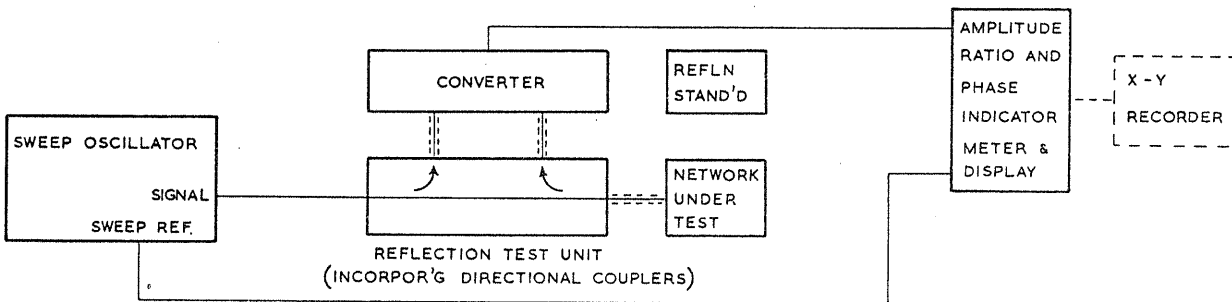 SWEEP OSCILLATOR
SIGNAL
SWEEP REF.
CONVERTER
REFLECTION TEST UNIT
(INCORPOR'G DIRECTIONAL COUPLERS)
REFLN
STAND'D
NETWORK
UNDER
TEST
AMPLITUDE
RATIO AND
PHASE
INDICATOR
METER &
DISPLAY
X-Y
RECORDER